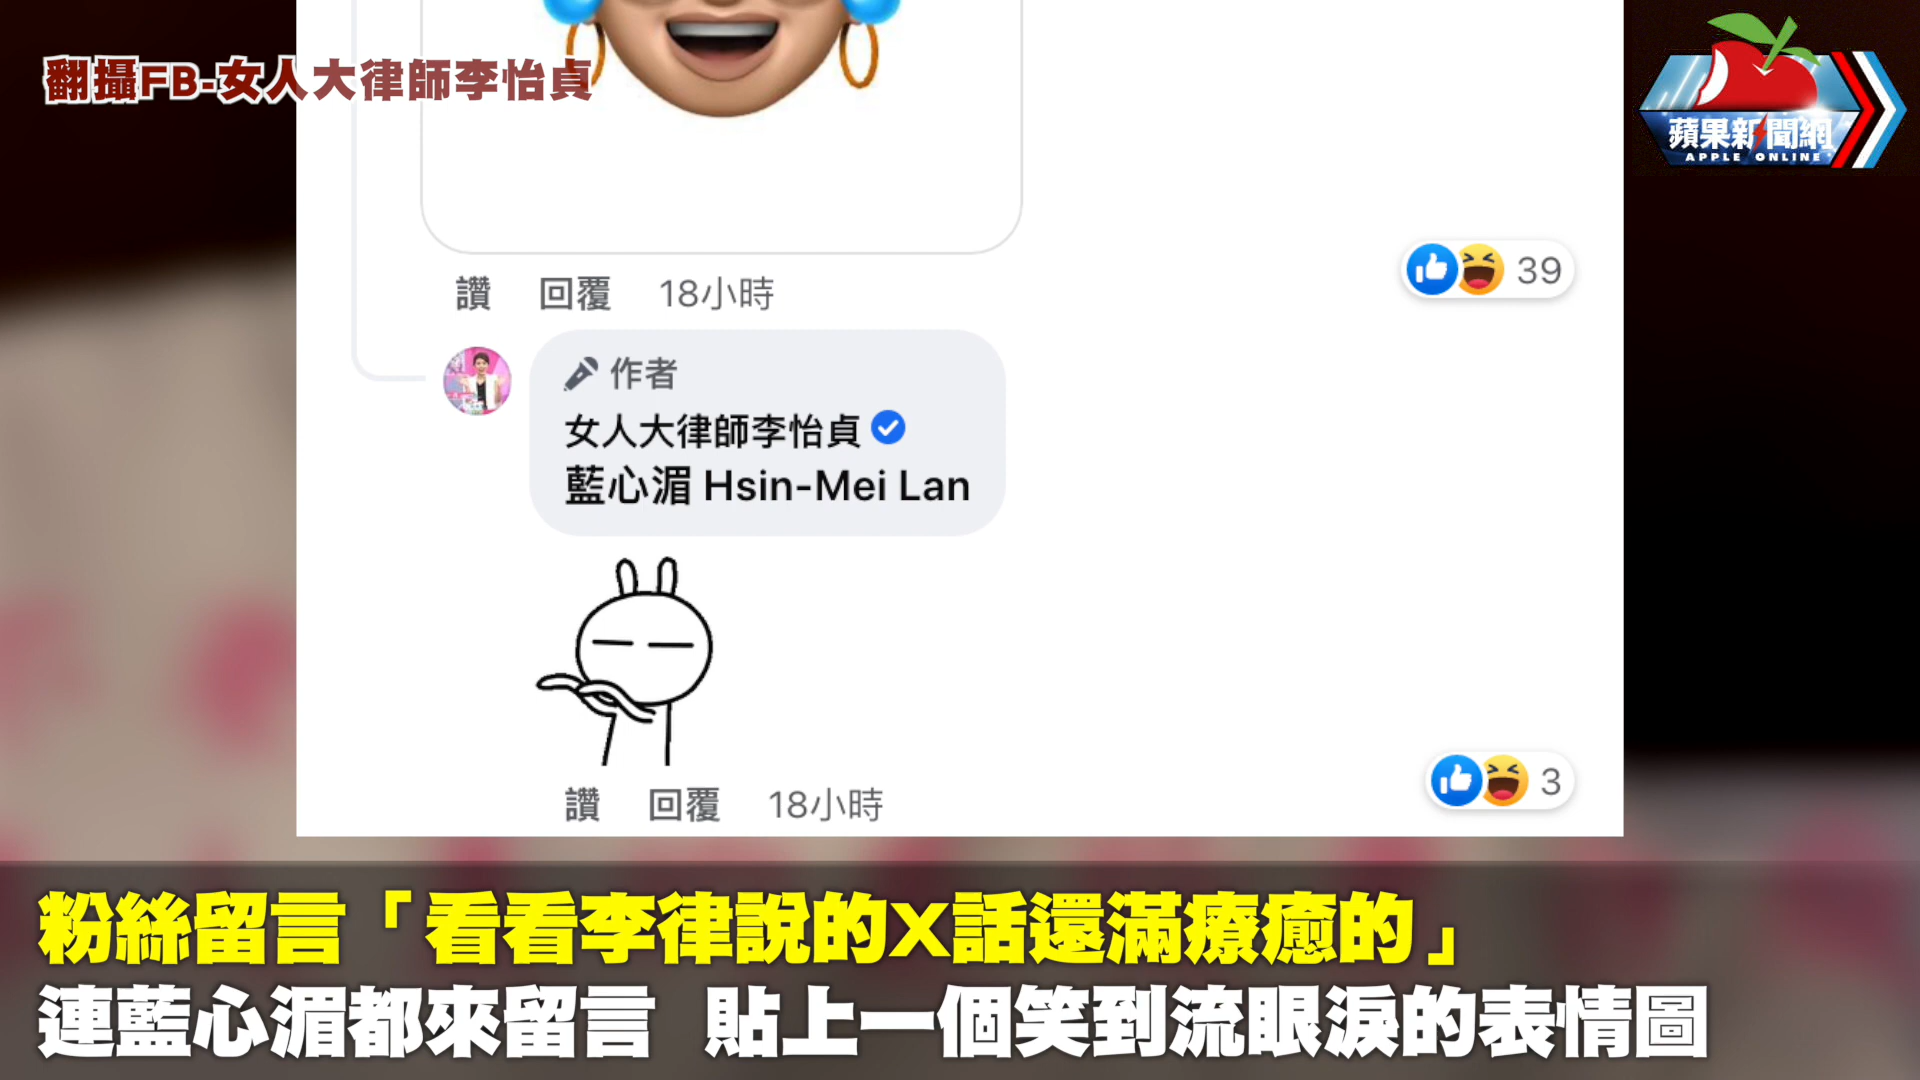 翻攝FB-女人大律師李怡貞
蘋果新聞網
APPLE ONLINE
39
讚 回覆 18小時
作者
女人大律師李怡貞
藍心湄 Hsin-Mei Lan
3
讚 回覆 18小時
粉絲留言「看看李律說的X話還滿療癒的」
連藍心湄都來留言 貼上一個笑到流眼淚的表情圖